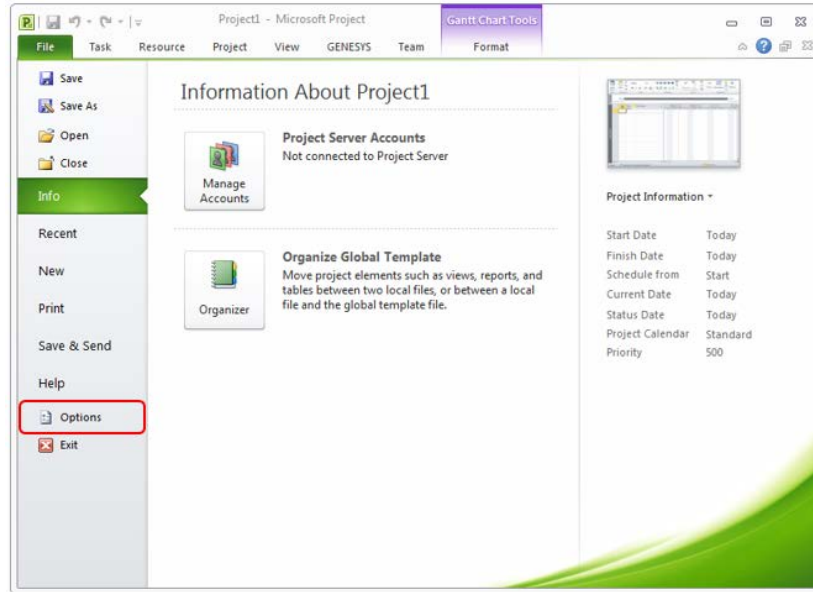 Project1 - Microsoft Project
Gantt Chart Tools
File Task Resource Project View GENESYS Team Format
Save
Save As
Open
Close
Info
Recent
New
Print
Save & Send
Help
Options
Exit
Information About Project1
Manage
Accounts
Project Server Accounts
Not connected to Project Server
Organizer
Organize Global Template
Move project elements such as views, reports, and
tables between two local files, or between a local
file and the global template file.
Project Information
Start Date Today
Finish Date Today
Schedule from Start
Current Date Today
Status Date Today
Project Calendar Standard
Priority 500